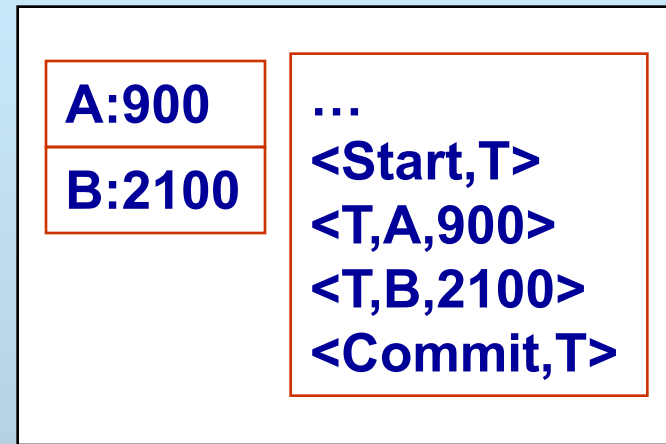 A:900
B:2100
…
<Start,T>
<T,A,900>
<T,B,2100>
<Commit,T>